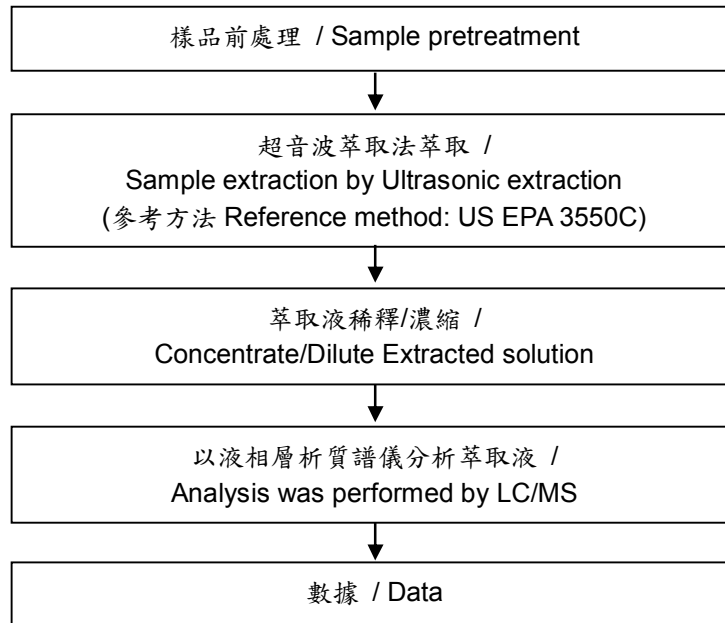 樣品前處理 / Sample pretreatment
超音波萃取法萃取 /
Sample extraction by Ultrasonic extraction
(參考方法 Reference method: US EPA 3550C)
萃取液稀釋/濃縮 /
Concentrate/Dilute Extracted solution
以液相層析質譜儀分析萃取液 /
Analysis was performed by LC/MS
數據 / Data